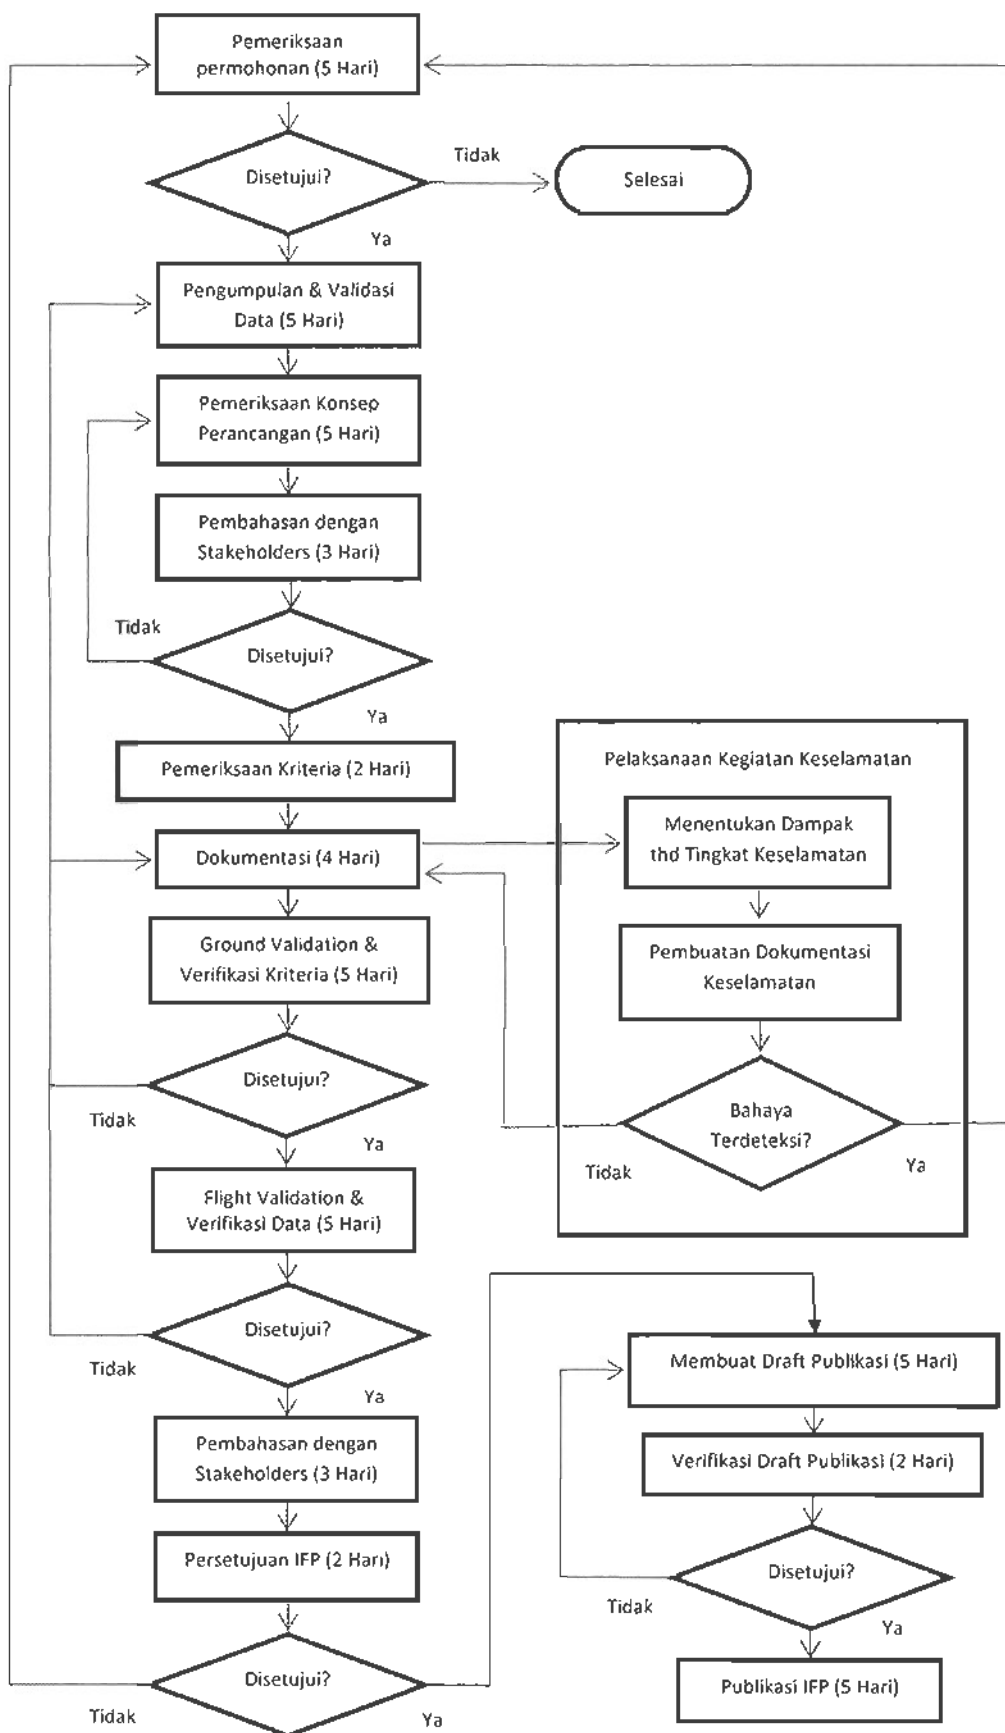 Pemeriksaan
permohonan (5 Hari)
Disetujui?
Tidak
Selesai
Ya
Pengumpulan & Validasi
Data (5 Hari)
Pemeriksaan Konsep
Perancangan (5 Hari)
Pembahasan dengan
Stakeholders (3 Hari)
Tidak
Disetujui?
Ya
Pemeriksaan Kriteria (2 Hari)
Dokumentasi (4 Hari)
Pelaksanaan Kegiatan Keselamatan
Menentukan Dampak
thd Tingkat Keselamatan
Pembuatan Dokumentasi
Keselamatan
Bahaya
Terdeteksi?
Tidak
Ya
Ground Validation &
Verifikasi Kriteria (5 Hari)
Disetujui?
Tidak
Ya
Flight Validation &
Verifikasi Data (5 Hari)
Disetujui?
Tidak
Ya
Pembahasan dengan
Stakeholders (3 Hari)
Persetujuan IFP (2 Hari)
Disetujui?
Tidak
Ya
Membuat Draft Publikasi (5 Hari)
Verifikasi Draft Publikasi (2 Hari)
Disetujui?
Tidak
Ya
Publikasi IFP (5 Hari)